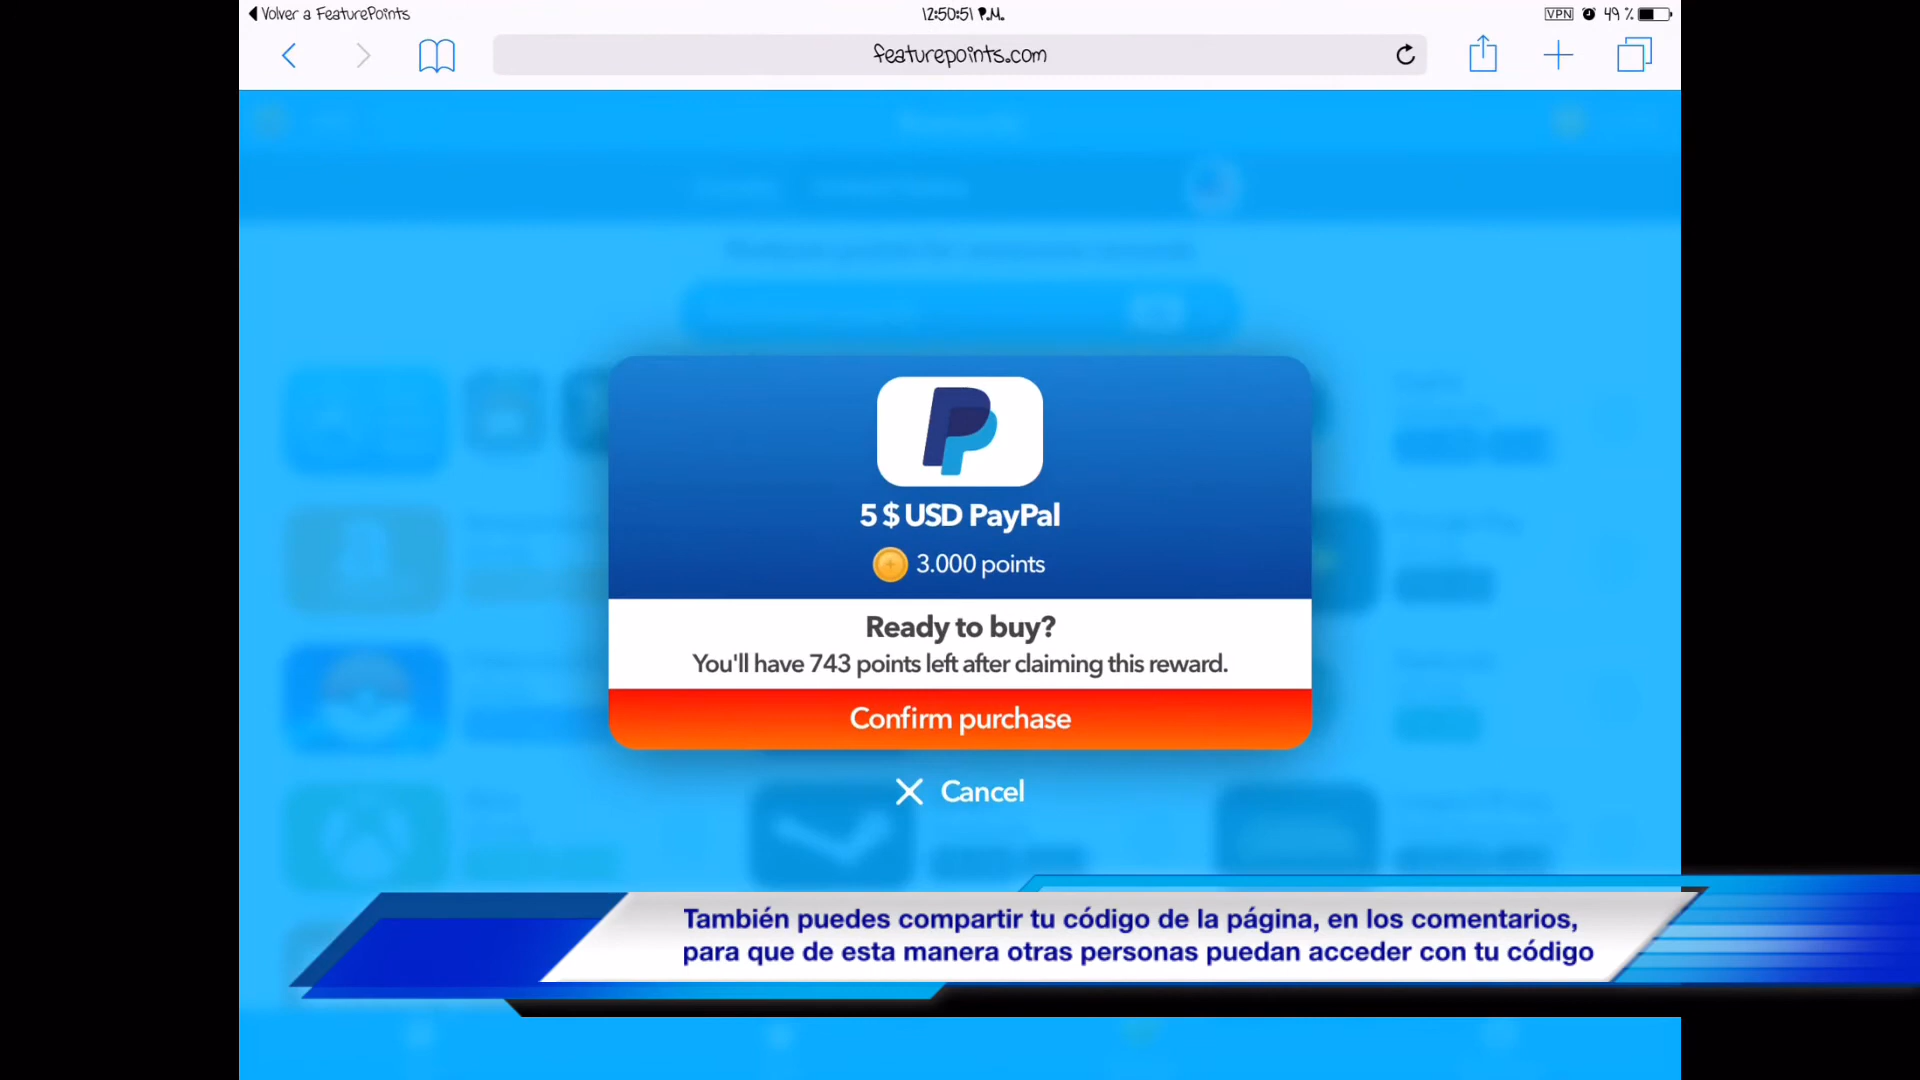 Volver a FeaturePoints
12:50:51 P.M.
VPN 49 %
featurepoints.com
5 $ USD PayPal
3.000 points
Ready to buy?
You'll have 743 points left after claiming this reward.
Confirm purchase
Cancel
También puedes compartir tu código de la página, en los comentarios,
para que de esta manera otras personas puedan acceder con tu código